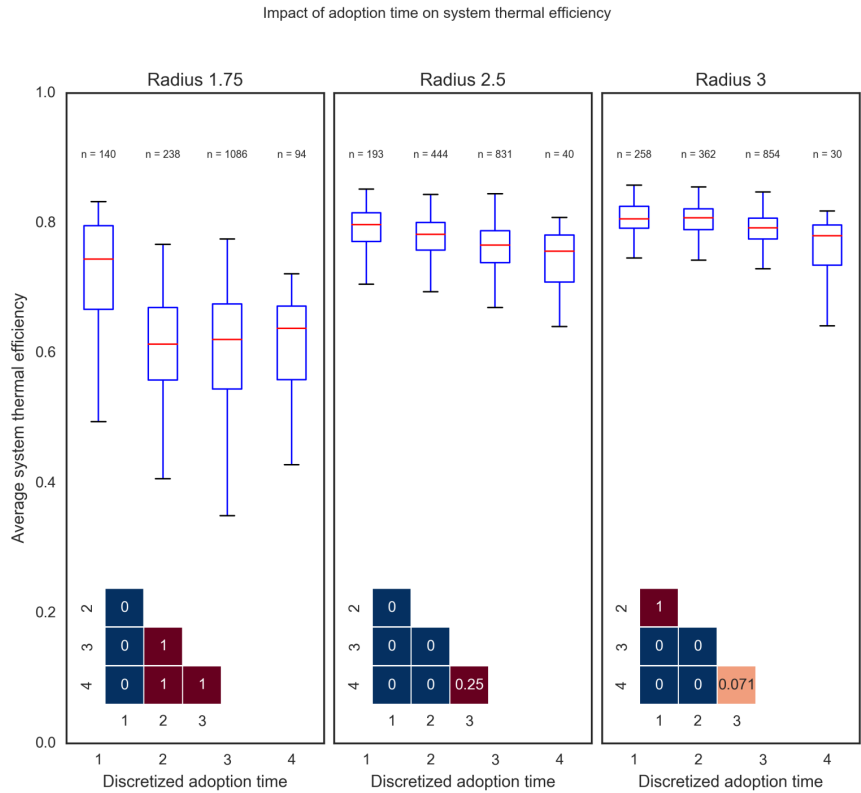 Impact of adoption time on system thermal efficiency
Radius 1.75
Radius 2.5
Radius 3
Average system thermal efficiency
1.0
0.8
0.6
0.4
0.2
0.0
n = 140
n = 238
n = 1086
n = 94
n = 193
n = 444
n = 831
n = 40
n = 258
n = 362
n = 854
n = 30
2
0
3
0 1
4
0 1 1
1 2 3
2
0
3
0 0
4
0 0 0.25
1 2 3
2
1
3
0 0
4
0 0 0.071
1 2 3
1 2 3 4
1 2 3 4
1 2 3 4
Discretized adoption time
Discretized adoption time
Discretized adoption time